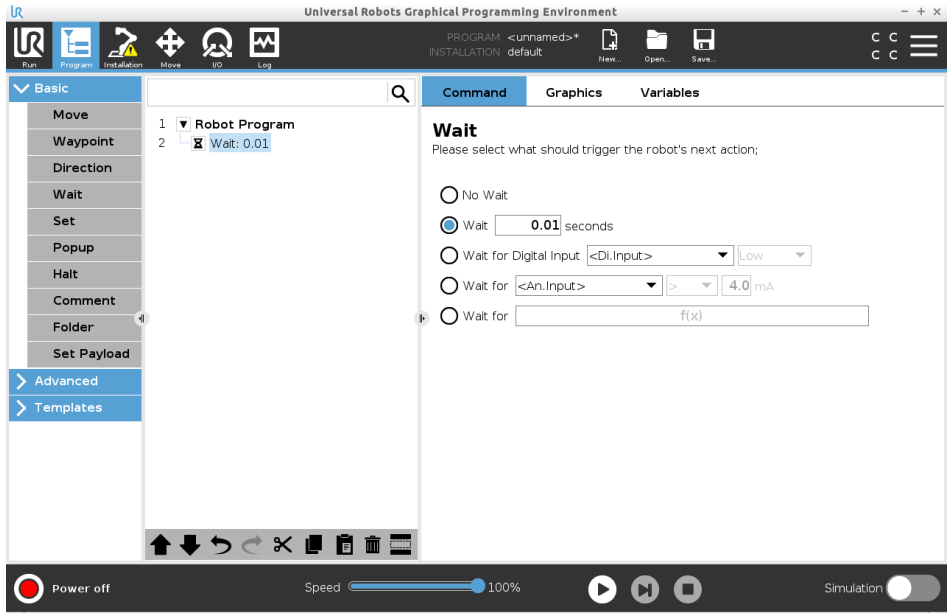 UR Universal Robots Graphical Programming Environment
UR PROGRAM <unnamed>* C C
INSTALLATION default C C
Run Program Installation Move I/O Log New... Open... Save...
Basic
Move
Waypoint
Direction
Wait
Set
Popup
Halt
Comment
Folder
Set Payload
Advanced
Templates
1 Robot Program
2 Wait: 0.01
Command Graphics Variables
Wait
Please select what should trigger the robot's next action;
No Wait
Wait 0.01 seconds
Wait for Digital Input <Di.Input> Low
Wait for <An.Input> > 4.0 mA
Wait for f(x)
Power off Speed 100% Simulation